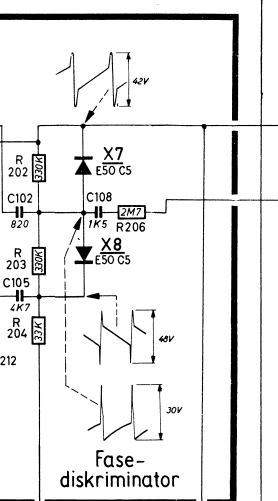 42V
X7
E50 C5
R
202
330K
C102
820
C108
1K5
2M7
R206
X8
E50 C5
R
203
330K
C105
4K7
R
204
33K
212
48V
30V
Fase-
diskriminator